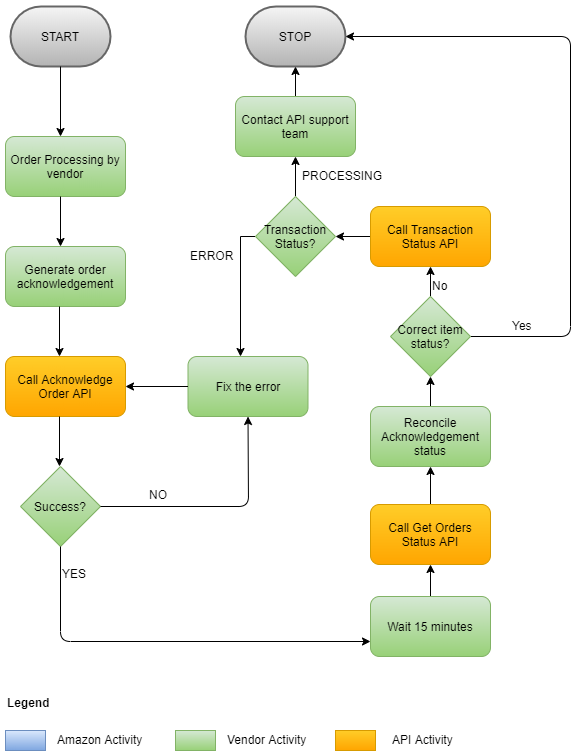 START
STOP
Order Processing by
vendor
Contact API support
team
PROCESSING
Generate order
acknowledgement
Transaction
Status?
Call Transaction
Status API
ERROR
No
Correct item
status?
Yes
Call Acknowledge
Order API
Fix the error
Reconcile
Acknowledgement
status
Success?
NO
Call Get Orders
Status API
YES
Wait 15 minutes
Legend
Amazon Activity
Vendor Activity
API Activity